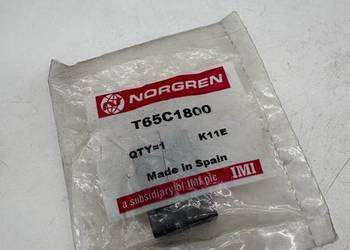 NORGREN
T65C1800
QTY=1 K11E
Made in Spain
a subsidiary of IMI plc IMI